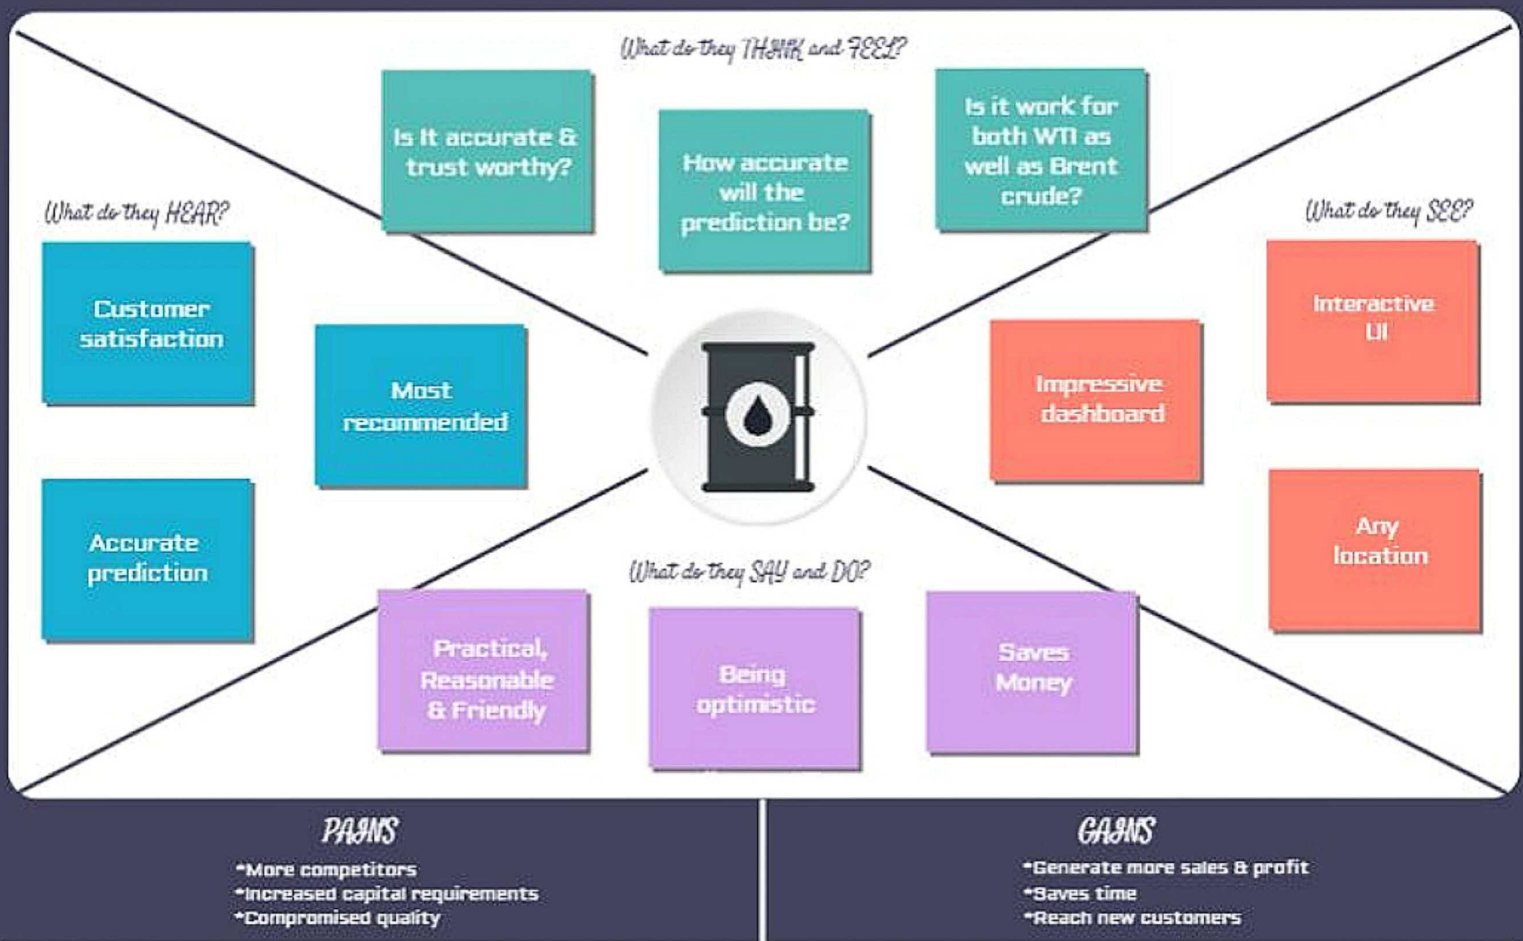 What do they THINK and FEEL?
Is It accurate &
trust worthy?
How accurate
will the
prediction be?
Is it work for
both WTI as
well as Brent
crude?
What do they HEAR?
Customer
satisfaction
Most
recommended
Accurate
prediction
What do they SEE?
Interactive
UI
Impressive
dashboard
Any
location
What do they SAY and DO?
Practical,
Reasonable
& Friendly
Being
optimistic
Saves
Money
PAINS
*More competitors
*Increased capital requirements
*Compromised quality
GAINS
*Generate more sales & profit
*Saves time
*Reach new customers